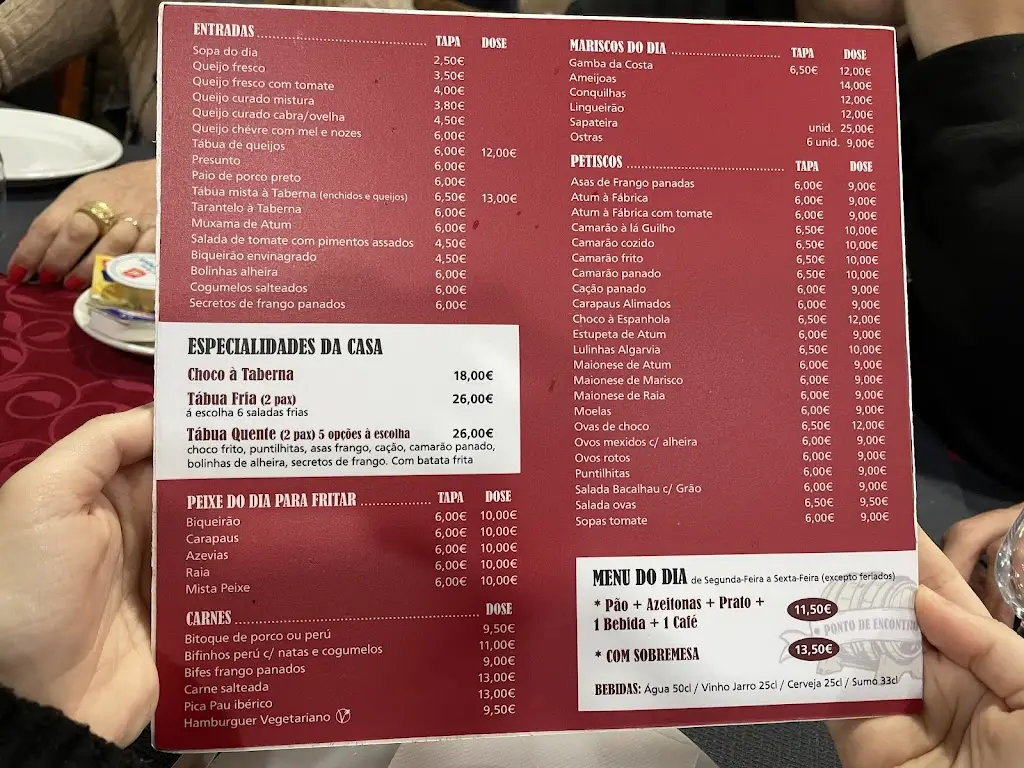 ENTRADAS TAPA DOSE
Sopa do dia 2,50€
Queijo fresco 3,50€
Queijo fresco com tomate 4,00€
Queijo curado mistura 3,80€
Queijo curado cabra/ovelha 4,50€
Queijo chévre com mel e nozes 6,00€
Tábua de queijos 6,00€ 12,00€
Presunto 6,00€
Paio de porco preto 6,00€
Tábua mista à Taberna (enchidos e queijos) 6,50€ 13,00€
Tarantelo à Taberna 6,00€
Muxama de Atum 6,00€
Salada de tomate com pimentos assados 4,50€
Biqueirão envinagrado 4,50€
Bolinhas alheira 6,00€
Cogumelos salteados 6,00€
Secretos de frango panados 6,00€
ESPECIALIDADES DA CASA
Choco à Taberna 18,00€
Tábua Fria (2 pax) 26,00€
á escolha 6 saladas frias
Tábua Quente (2 pax) 5 opções à escolha 26,00€
choco frito, puntilhitas, asas frango, cação, camarão panado,
bolinhas de alheira, secretos de frango. Com batata frita
PEIXE DO DIA PARA FRITAR TAPA DOSE
Biqueirão 6,00€ 10,00€
Carapaus 6,00€ 10,00€
Azevias 6,00€ 10,00€
Raia 6,00€ 10,00€
Mista Peixe 6,00€ 10,00€
CARNES DOSE
Bitoque de porco ou perú 9,50€
Bifinhos perú c/ natas e cogumelos 11,00€
Bifes frango panados 9,00€
Carne salteada 13,00€
Pica Pau ibérico 13,00€
Hamburguer Vegetariano 9,50€
MARISCOS DO DIA TAPA DOSE
Gamba da Costa 6,50€ 12,00€
Ameijoas 14,00€
Conquilhas 12,00€
Lingueirão 12,00€
Sapateira unid. 25,00€
Ostras 6 unid. 9,00€
PETISCOS TAPA DOSE
Asas de Frango panadas 6,00€ 9,00€
Atum à Fábrica 6,00€ 9,00€
Atum à Fábrica com tomate 6,00€ 9,00€
Camarão à lá Guilho 6,50€ 10,00€
Camarão cozido 6,50€ 10,00€
Camarão frito 6,50€ 10,00€
Camarão panado 6,50€ 10,00€
Cação panado 6,00€ 9,00€
Carapaus Alimados 6,00€ 9,00€
Choco à Espanhola 6,50€ 12,00€
Estupeta de Atum 6,00€ 9,00€
Lulinhas Algarvia 6,50€ 10,00€
Maionese de Atum 6,00€ 9,00€
Maionese de Marisco 6,00€ 9,00€
Maionese de Raia 6,00€ 9,00€
Moelas 6,00€ 9,00€
Ovas de choco 6,50€ 12,00€
Ovos mexidos c/ alheira 6,00€ 9,00€
Ovos rotos 6,00€ 9,00€
Puntilhitas 6,00€ 9,00€
Salada Bacalhau c/ Grão 6,00€ 9,00€
Salada ovas 6,50€ 9,50€
Sopas tomate 6,00€ 9,00€
MENU DO DIA de Segunda-Feira a Sexta-Feira (excepto feriados)
* Pão + Azeitonas + Prato +
1 Bebida + 1 Café 11,50€
PONTO DE ENCONTRO
* COM SOBREMESA 13,50€
BEBIDAS: Água 50cl / Vinho Jarro 25cl / Cerveja 25cl / Sumo 33cl